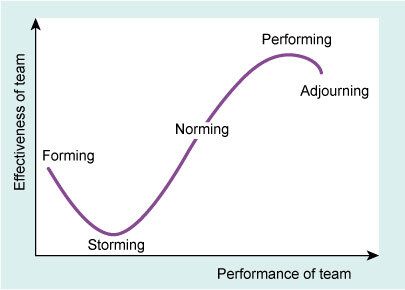 Effectiveness of team
Performing
Adjourning
Norming
Forming
Storming
Performance of team